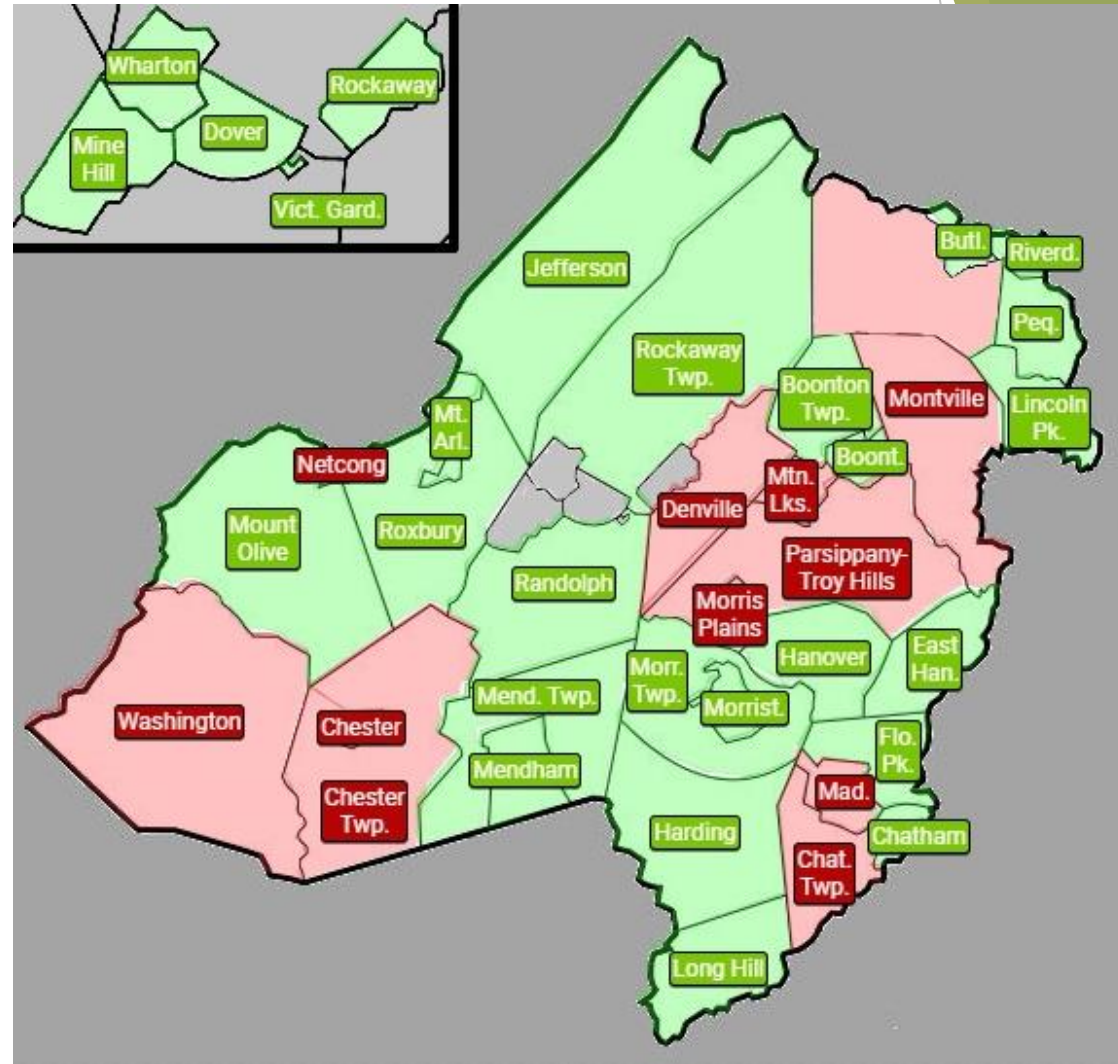 Wharton
Rockaway
Dover
Mine
Hill
Vict. Gard.
Jefferson
Butl.
Riverd.
Peq.
Rockaway
Twp.
Boonton
Twp.
Montville
Lincoln
Pk.
Mt.
Arl.
Netcong
Boont.
Mtn.
Lks.
Denville
Mount
Olive
Roxbury
Parsippany-
Troy Hills
Randolph
Morris
Plains
Hanover
East
Han.
Morr.
Twp.
Mend. Twp.
Morrist.
Washington
Chester
Flo.
Pk.
Mendham
Mad.
Chester
Twp.
Harding
Chatham
Chat.
Twp.
Long Hill